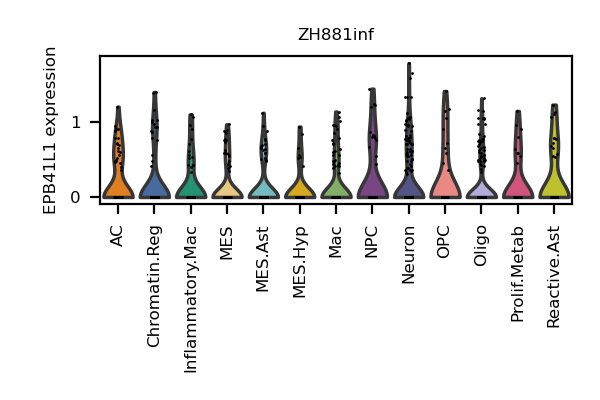 ZH881inf
EPB41L1 expression
1
0
AC
Chromatin.Reg
Inflammatory.Mac
MES
MES.Ast
MES.Hyp
Mac
NPC
Neuron
OPC
Oligo
Prolif.Metab
Reactive.Ast